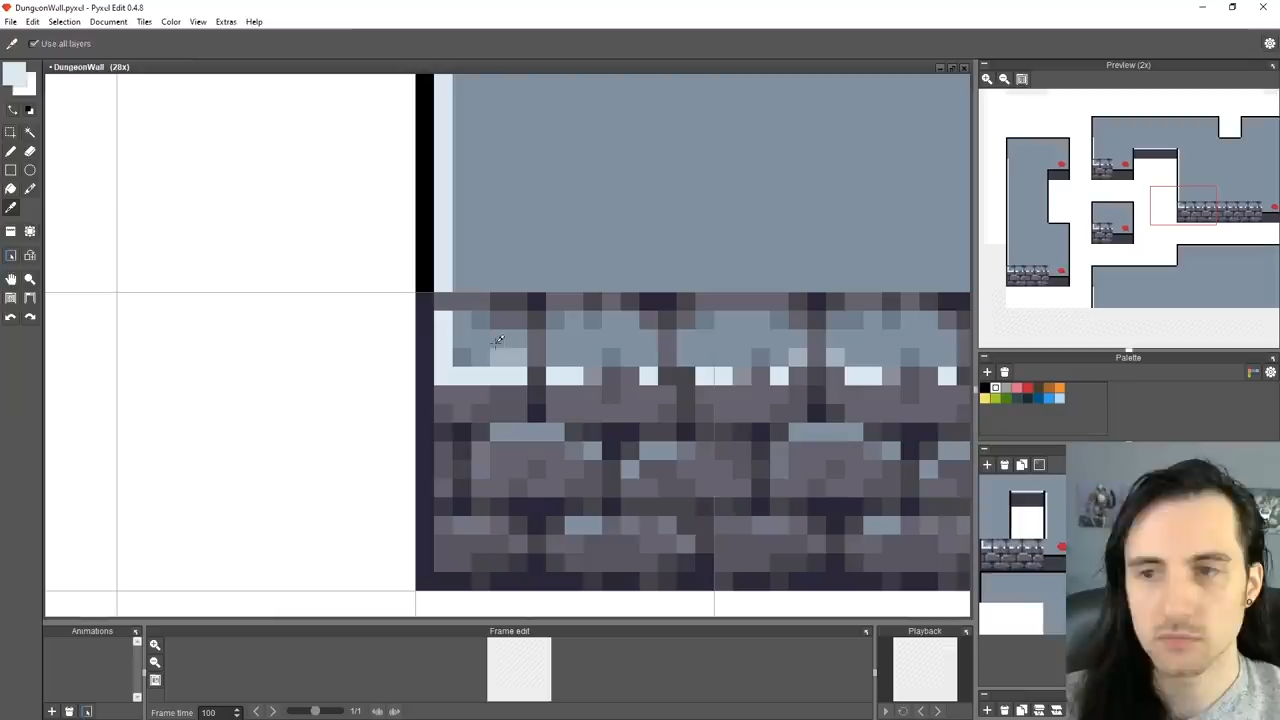 DungeonWall.pyxel - Pyxel Edit 0.4.8
File Edit Selection Document Tiles Color View Extras Help
Use all layers
• DungeonWall (28x)
Preview (2x)
Palette
Animations
Frame edit
Playback
Frame time 100
1/1